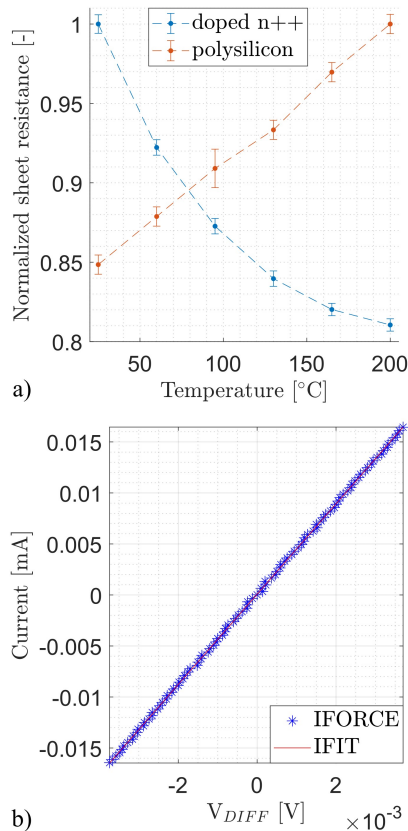 1
doped n++
polysilicon
0.95
0.9
0.85
0.8
Normalized sheet resistance [-]
50
100
150
200
Temperature [°C]
a)
0.015
0.01
0.005
0
-0.005
-0.01
-0.015
Current [mA]
IFORCE
IFIT
-2
0
2
V_DIFF [V]
×10⁻³
b)